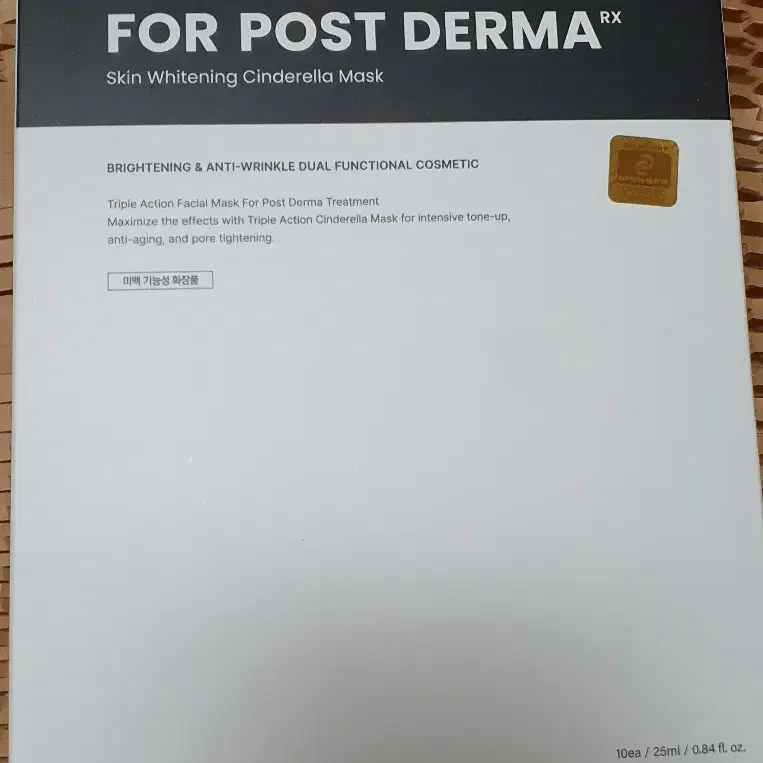 FOR POST DERMA RX
Skin Whitening Cinderella Mask
BRIGHTENING & ANTI-WRINKLE DUAL FUNCTIONAL COSMETIC
Triple Action Facial Mask For Post Derma Treatment
Maximize the effects with Triple Action Cinderella Mask for intensive tone-up,
anti-aging, and pore tightening.
미백 기능성 화장품
10ea / 25ml / 0.84 fl. oz.